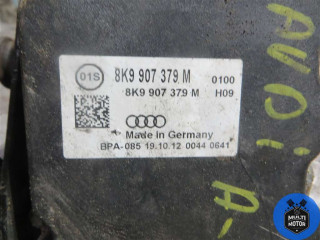 01S 8K9 907 379 M 0100
8K9 907 379 M H09
Made in Germany
BPA-085 19.10.12 0044 0641
AUDI
A-
MULTI
MOTOR